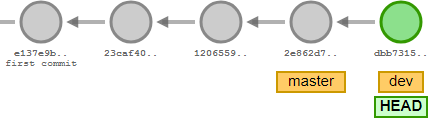 e137e9b.. 23caf40.. 1206559.. 2e862d7.. dbb7315..
first commit
master dev
HEAD